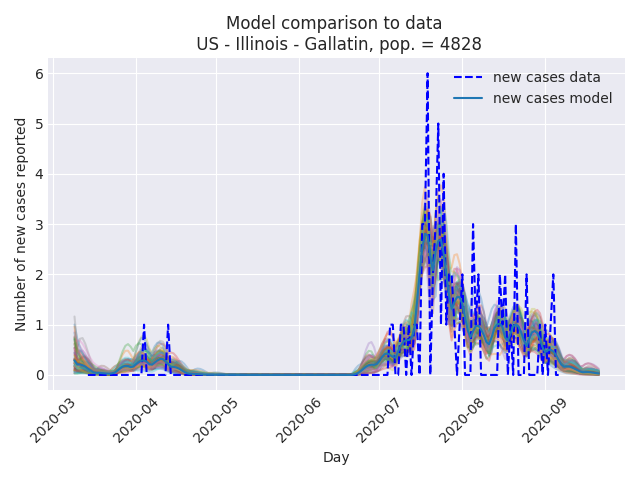 Model comparison to data
US - Illinois - Gallatin, pop. = 4828
new cases data
new cases model
Number of new cases reported
6
5
4
3
2
1
0
2020-03
2020-04
2020-05
2020-06
2020-07
2020-08
2020-09
Day